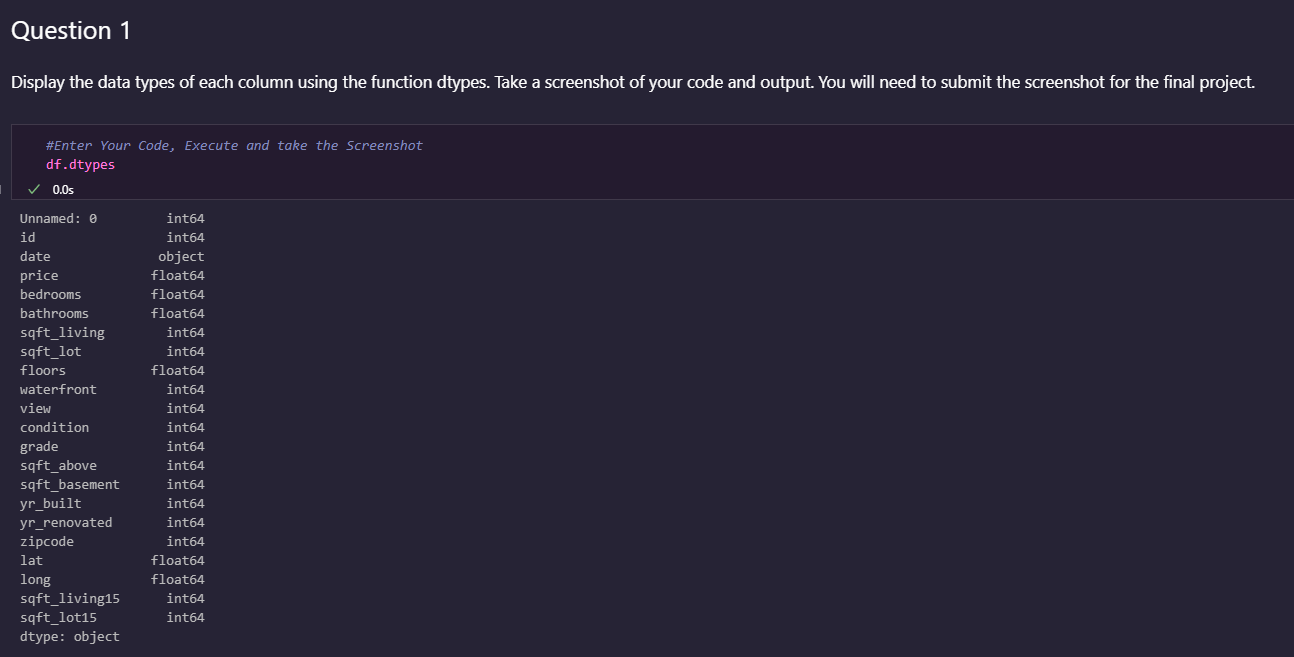 Question 1
Display the data types of each column using the function dtypes. Take a screenshot of your code and output. You will need to submit the screenshot for the final project.
#Enter Your Code, Execute and take the Screenshot
df.dtypes
✓ 0.0s
Unnamed: 0 int64
id int64
date object
price float64
bedrooms float64
bathrooms float64
sqft_living int64
sqft_lot int64
floors float64
waterfront int64
view int64
condition int64
grade int64
sqft_above int64
sqft_basement int64
yr_built int64
yr_renovated int64
zipcode int64
lat float64
long float64
sqft_living15 int64
sqft_lot15 int64
dtype: object